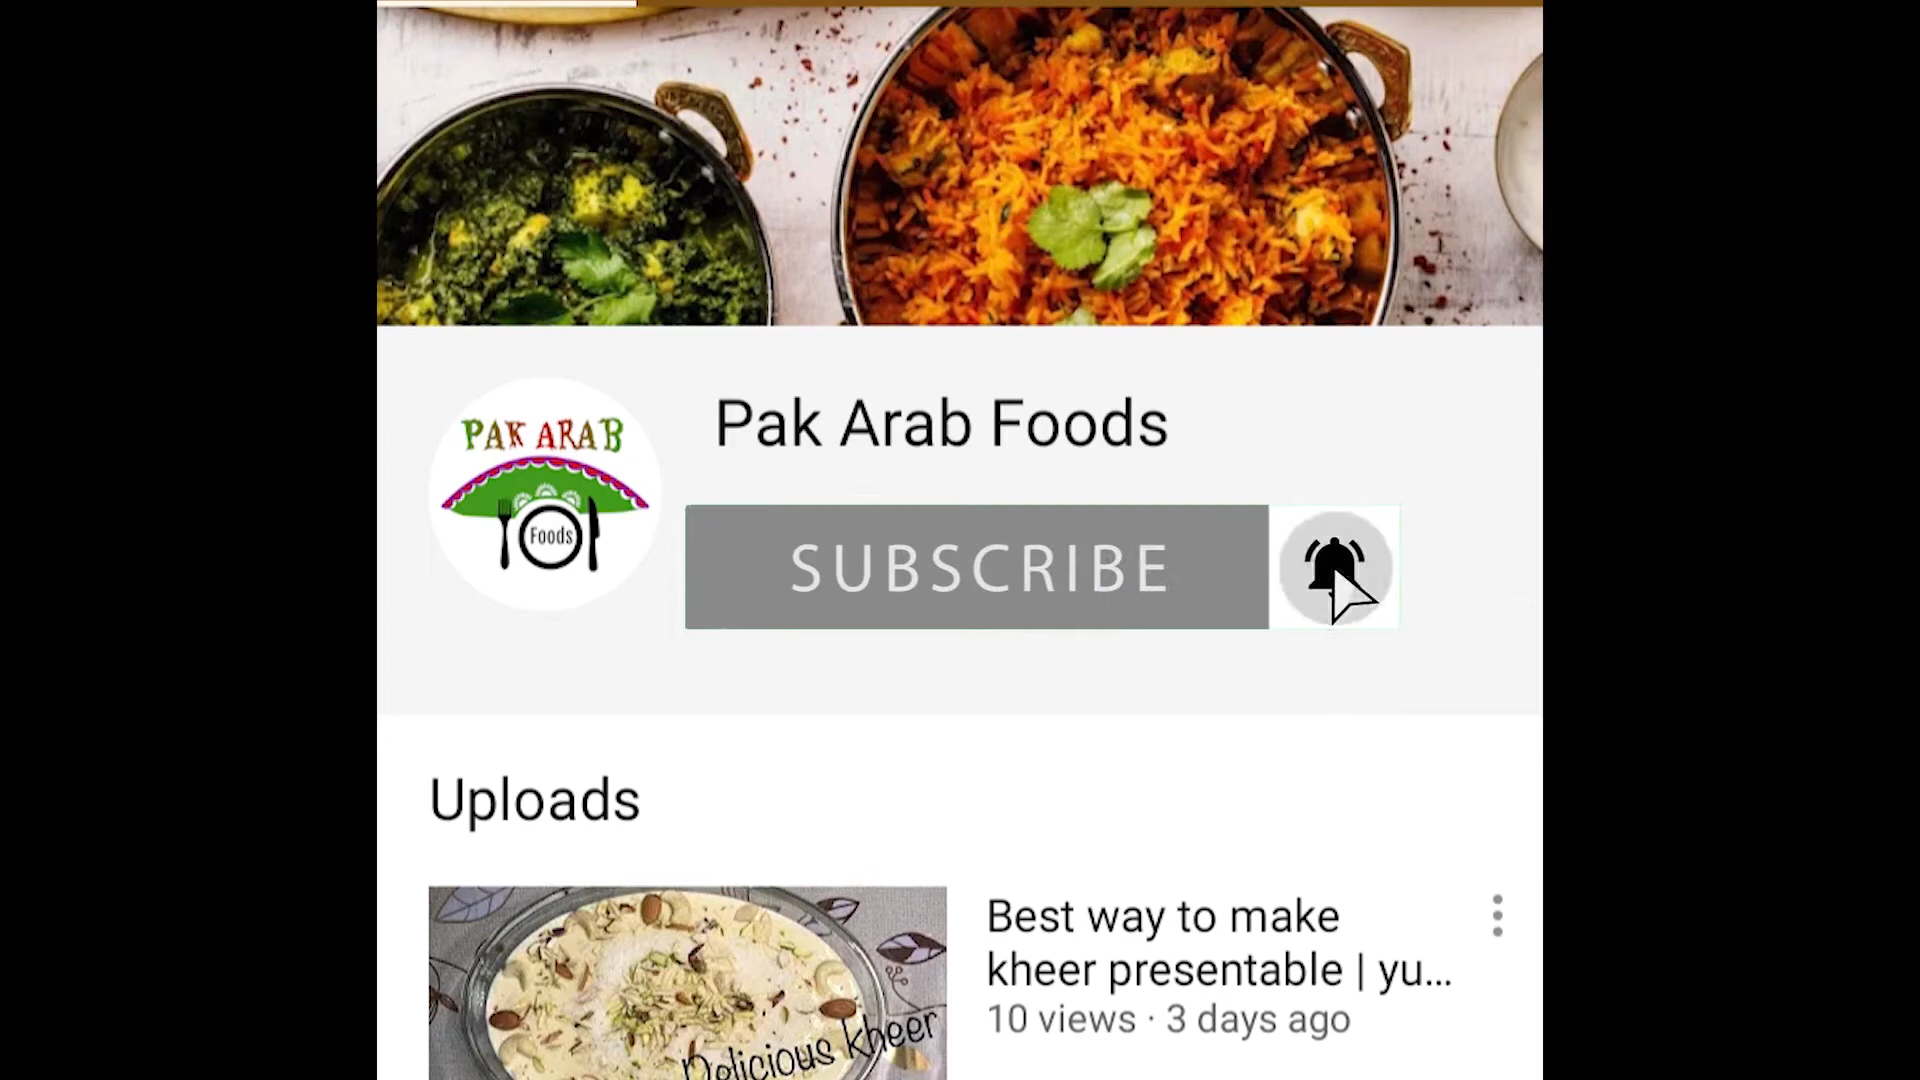 PAK ARAB
Foods
Pak Arab Foods
SUBSCRIBE
Uploads
Best way to make
kheer presentable | yu...
10 views · 3 days ago
Delicious kheer